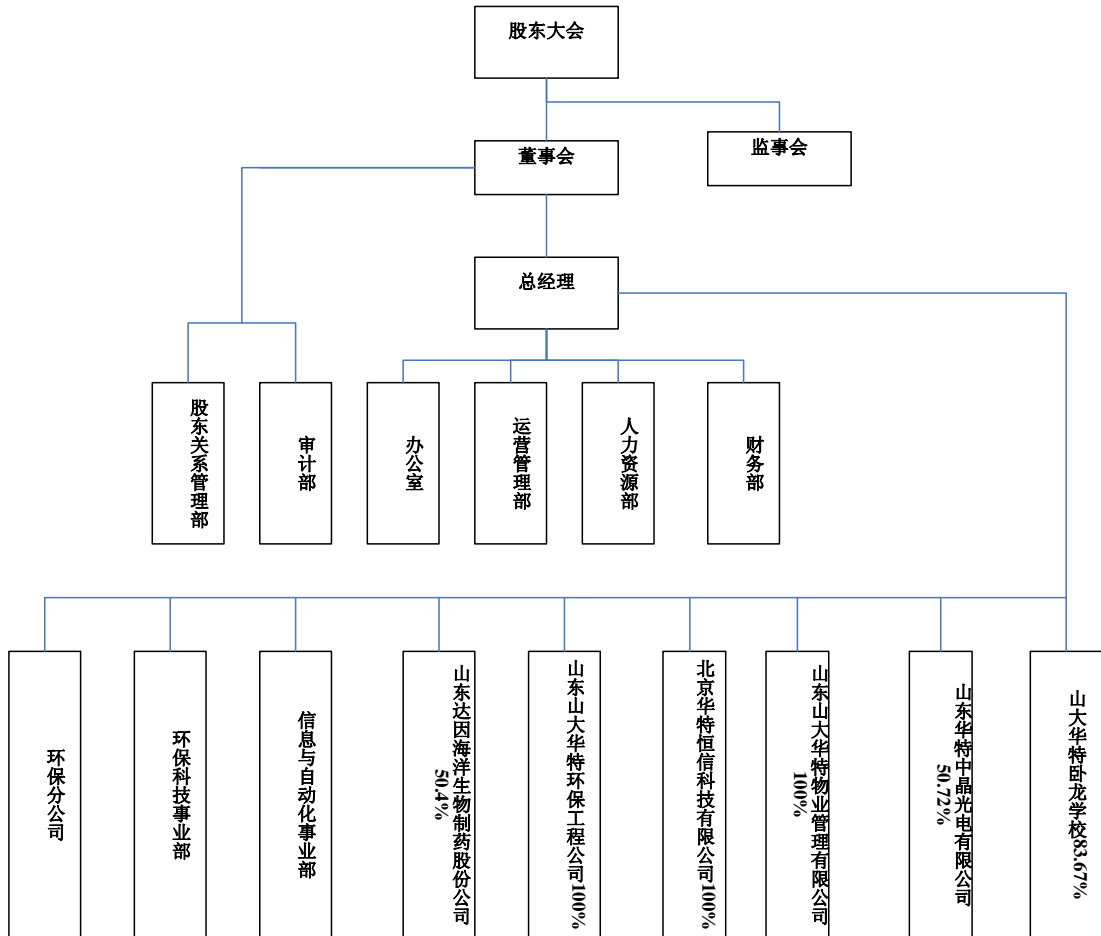 股东大会
监事会
董事会
总经理
股东关系管理部
审计部
办公室
运营管理部
人力资源部
财务部
环保分公司
环保科技事业部
信息与自动化事业部
山东达因海洋生物制药股份公司
50.4%
山东山大华特环保工程公司100%
北京华特恒信科技有限公司100%
山东山大华特物业管理有限公司
100%
山东华特中晶光电有限公司
50.72%
山大华特卧龙学校83.67%